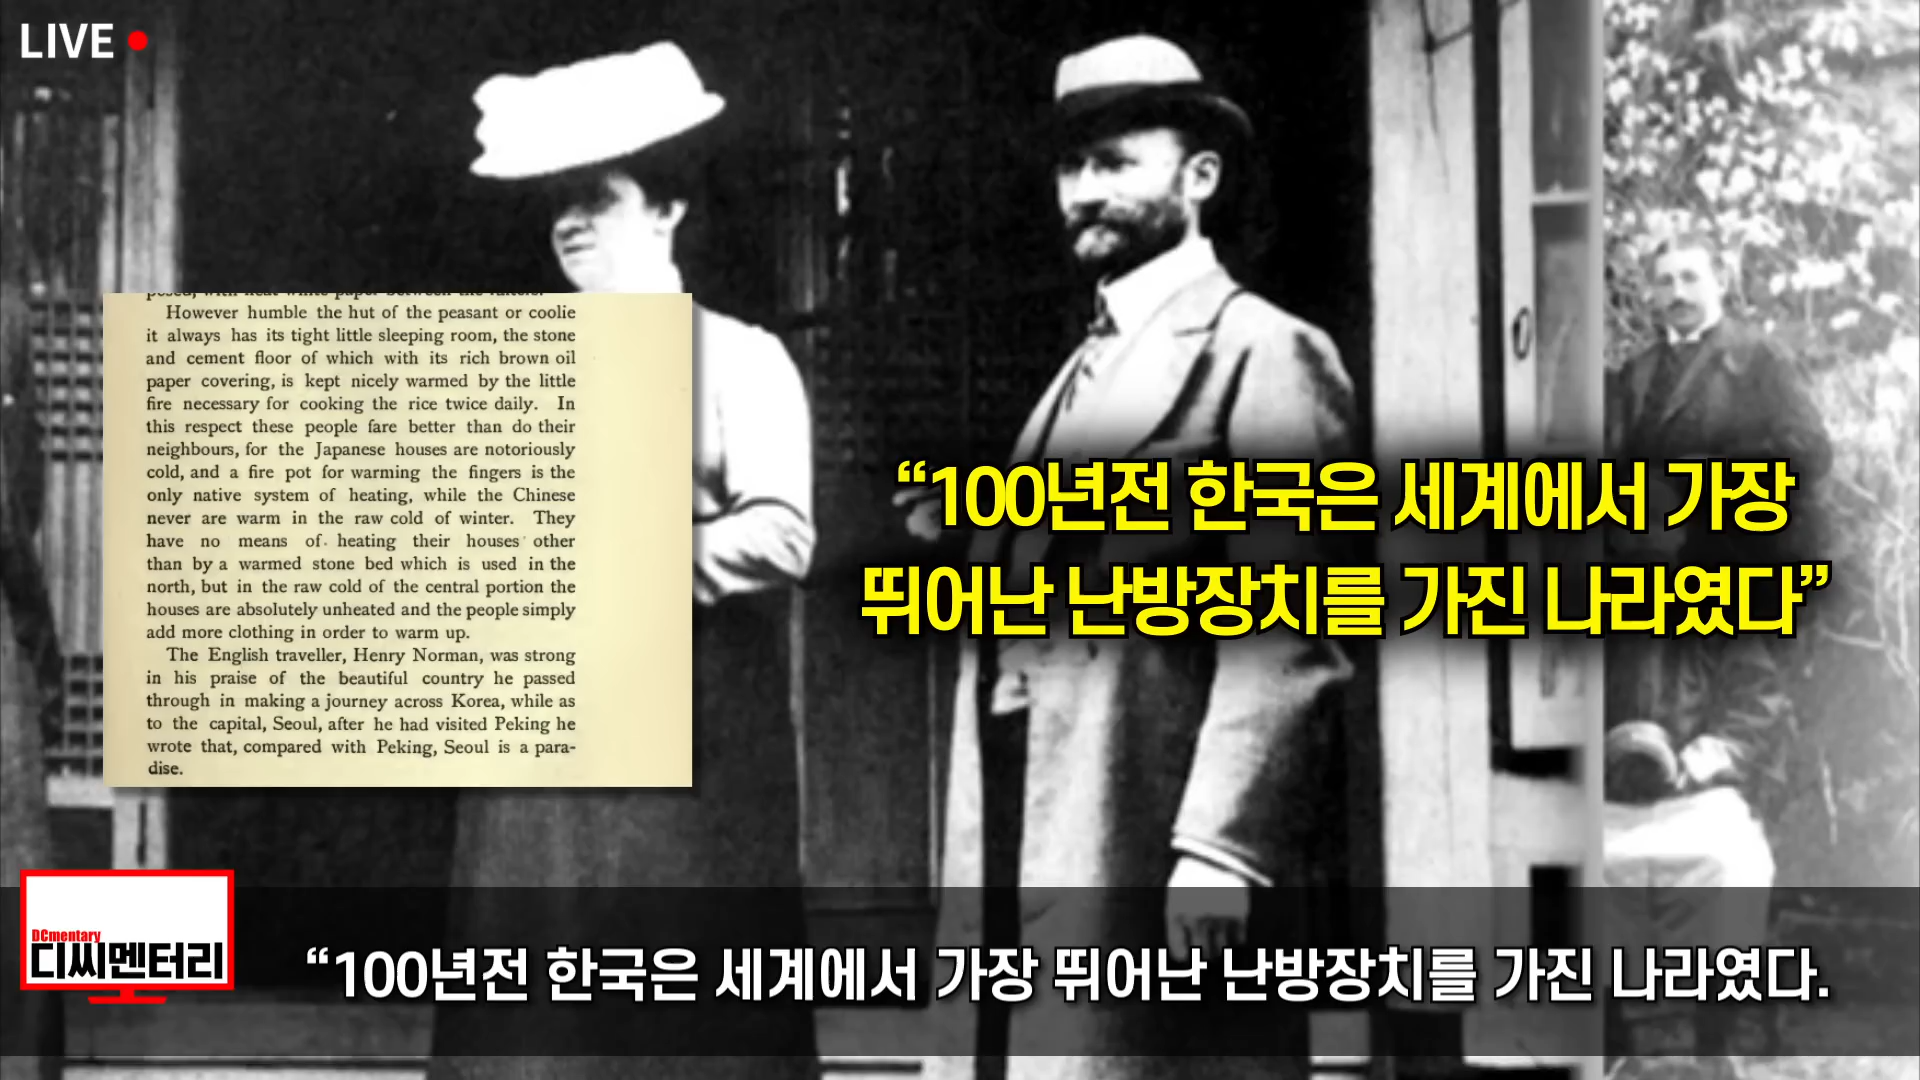 LIVE
posed, with neat white paper between the rafters.
However humble the hut of the peasant or coolie
it always has its tight little sleeping room, the stone
and cement floor of which with its rich brown oil
paper covering, is kept nicely warmed by the little
fire necessary for cooking the rice twice daily. In
this respect these people fare better than do their
neighbours, for the Japanese houses are notoriously
cold, and a fire pot for warming the fingers is the
only native system of heating, while the Chinese
never are warm in the raw cold of winter. They
have no means of heating their houses other
than by a warmed stone bed which is used in the
north, but in the raw cold of the central portion the
houses are absolutely unheated and the people simply
add more clothing in order to warm up.
The English traveller, Henry Norman, was strong
in his praise of the beautiful country he passed
through in making a journey across Korea, while as
to the capital, Seoul, after he had visited Peking he
wrote that, compared with Peking, Seoul is a para-
dise.
“100년전 한국은 세계에서 가장
뛰어난 난방장치를 가진 나라였다”
DCmentary
디씨멘터리
“100년전 한국은 세계에서 가장 뛰어난 난방장치를 가진 나라였다.